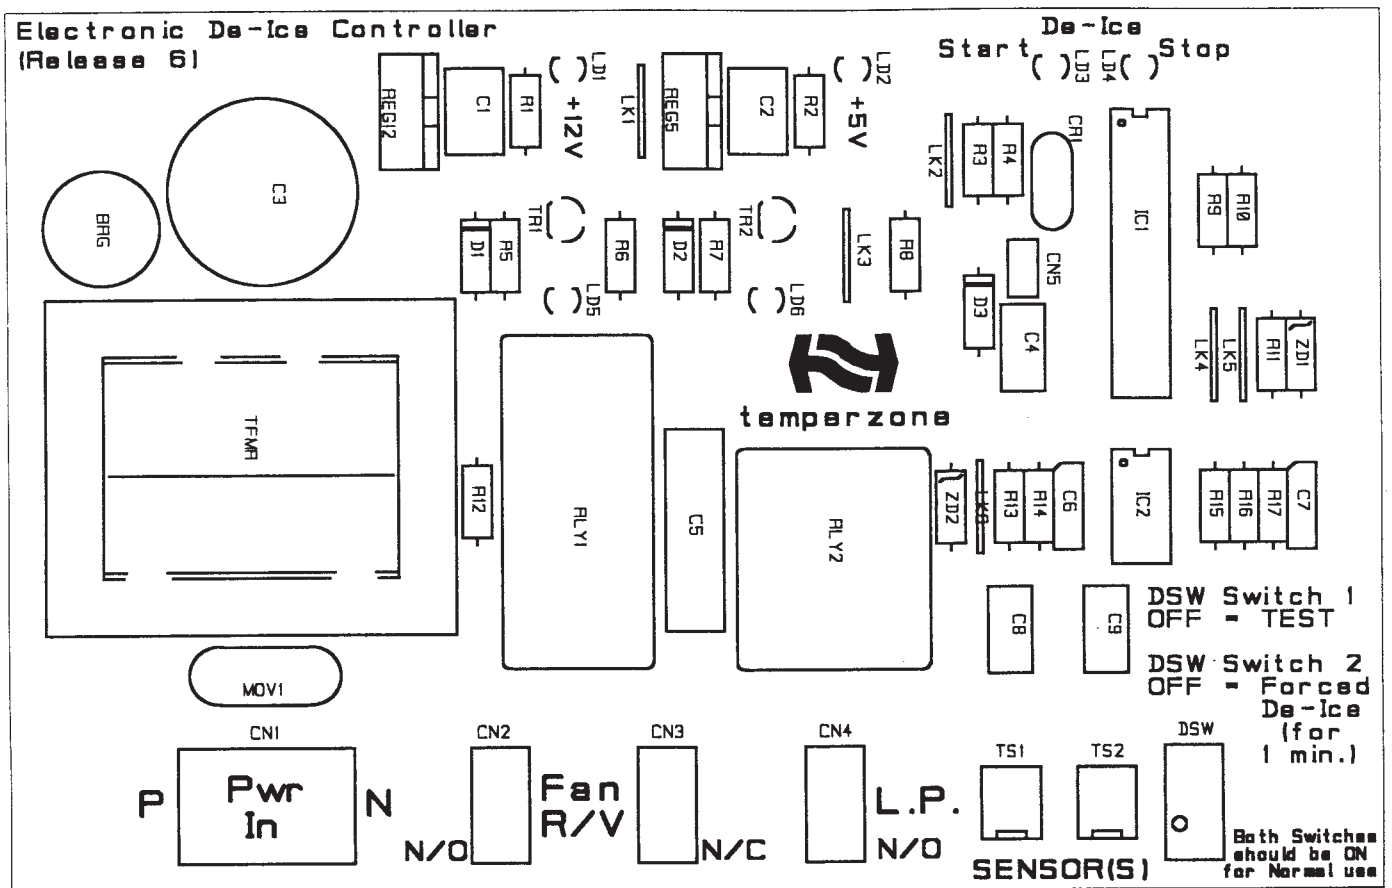 Electronic De-Ice Controller
(Release 6)
De-Ice
Start Stop
LD3 LD4
REG12
C1
R1
LD1
+12V
LK1
REG5
C2
R2
LD2
+5V
LK2
R3
R4
CR1
IC1
R9
R10
BRG
C3
D1
R5
TR1
LD5
R6
D2
R7
TR2
LD6
LK3
R8
D3
CN5
C4
LK4
LK5
R11
ZD1
temperzone
TFMR
R12
RLY1
C5
RLY2
ZD2
LK6
R13
R14
C6
IC2
R15
R16
R17
C7
C8
C9
DSW Switch 1
OFF = TEST
DSW Switch 2
OFF = Forced
De-Ice
(for
1 min.)
MOV1
CN1
P Pwr In N
CN2
N/O
Fan
R/V
CN3
N/C
CN4
L.P.
N/O
TS1
TS2
SENSOR(S)
DSW
Both Switches
should be ON
for Normal use